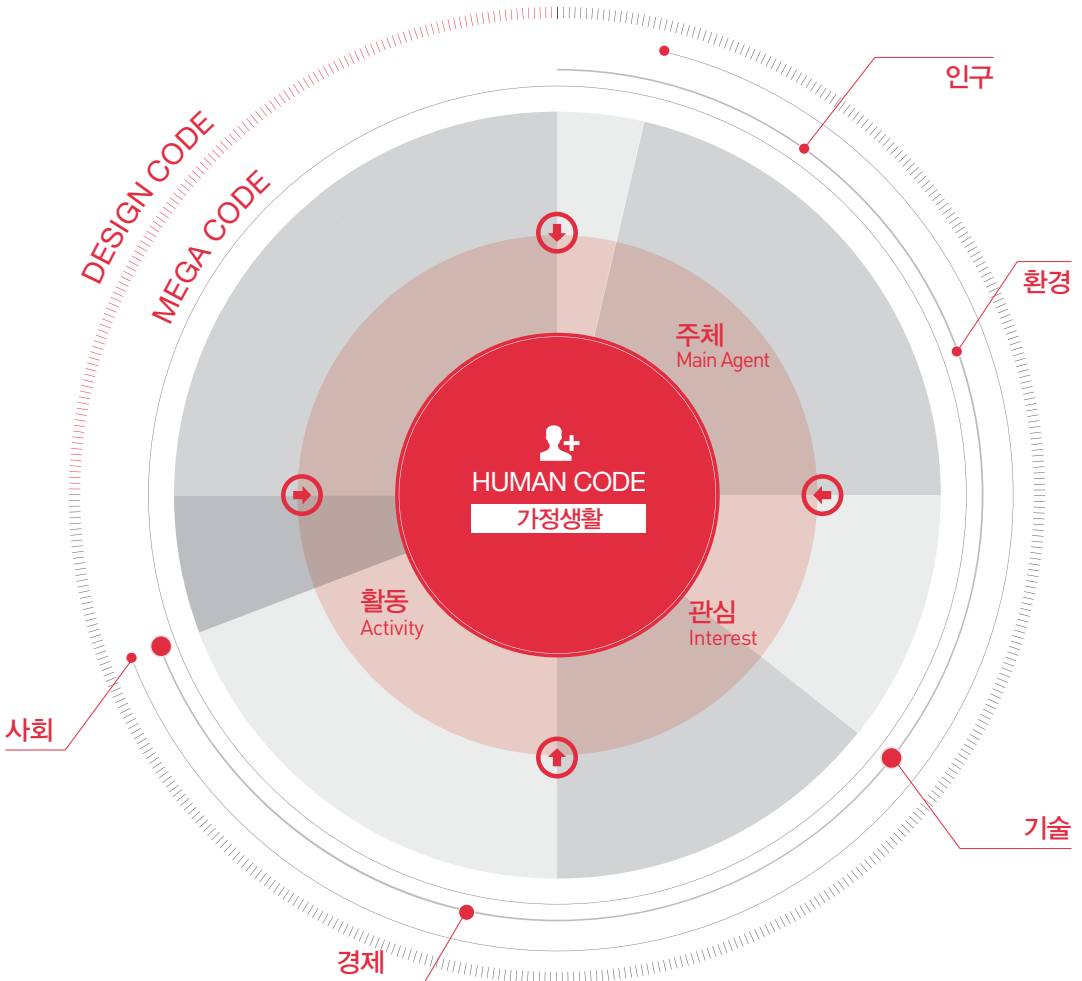 DESIGN CODE
MEGA CODE
인구
환경
주체
Main Agent
HUMAN CODE
가정생활
활동
Activity
관심
Interest
사회
기술
경제